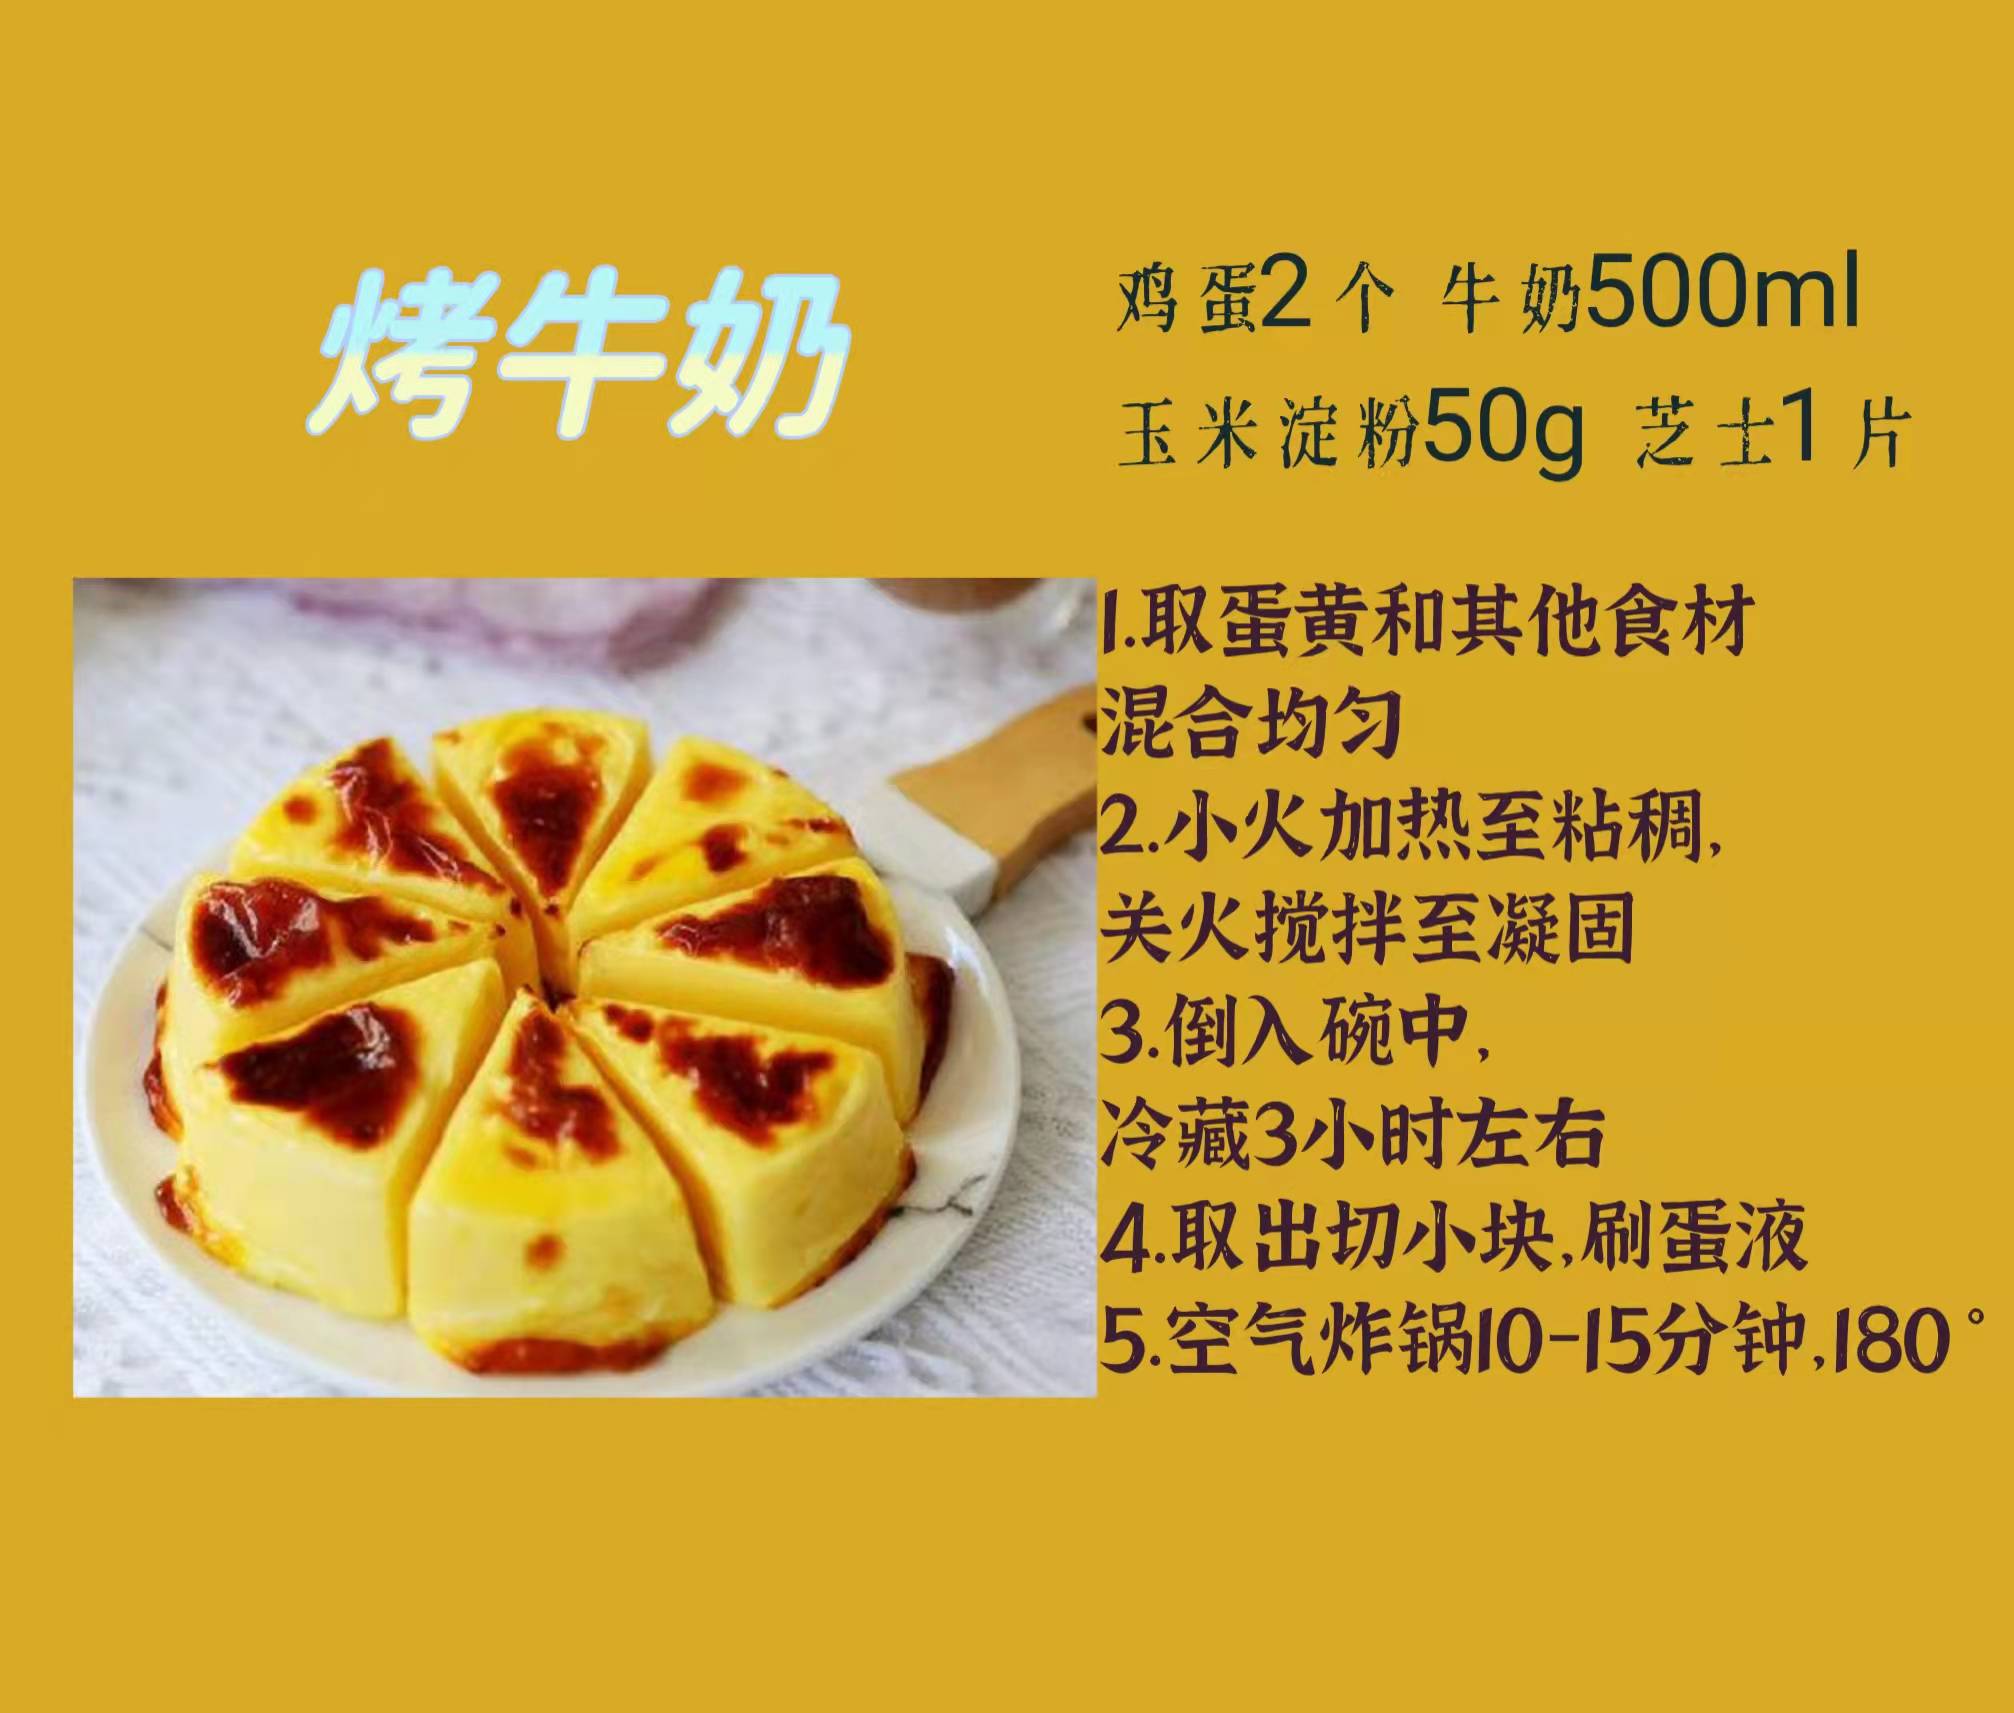 烤牛奶
鸡蛋2个 牛奶500ml
玉米淀粉50g 芝士1片
1.取蛋黄和其他食材
混合均匀
2.小火加热至粘稠,
关火搅拌至凝固
3.倒入碗中,
冷藏3小时左右
4.取出切小块,刷蛋液
5.空气炸锅10-15分钟,180°